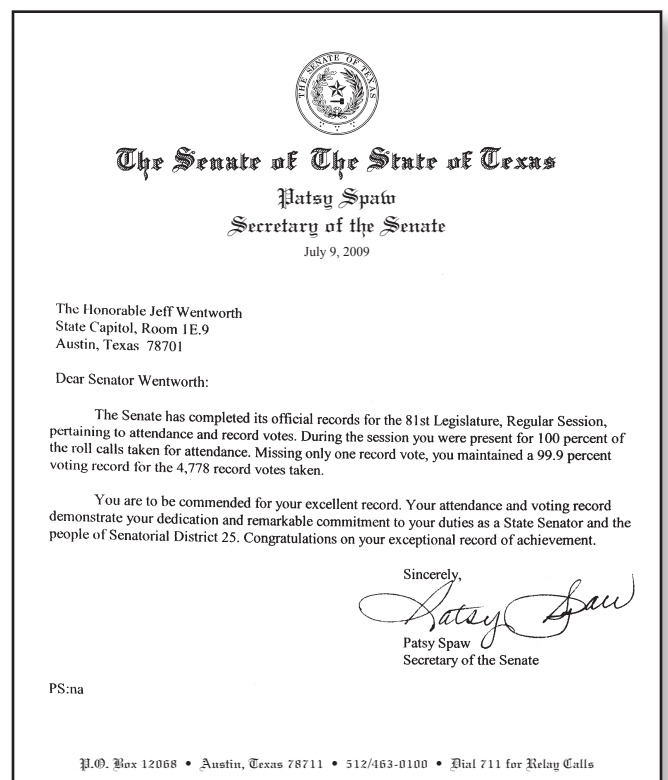 THE SENATE OF TEXAS
The Senate of The State of Texas
Patsy Spaw
Secretary of the Senate
July 9, 2009
The Honorable Jeff Wentworth
State Capitol, Room 1E.9
Austin, Texas 78701
Dear Senator Wentworth:
The Senate has completed its official records for the 81st Legislature, Regular Session,
pertaining to attendance and record votes. During the session you were present for 100 percent of
the roll calls taken for attendance. Missing only one record vote, you maintained a 99.9 percent
voting record for the 4,778 record votes taken.
You are to be commended for your excellent record. Your attendance and voting record
demonstrate your dedication and remarkable commitment to your duties as a State Senator and the
people of Senatorial District 25. Congratulations on your exceptional record of achievement.
Sincerely,
Patsy Spaw
Patsy Spaw
Secretary of the Senate
PS:na
P.O. Box 12068 • Austin, Texas 78711 • 512/463-0100 • Dial 711 for Relay Calls